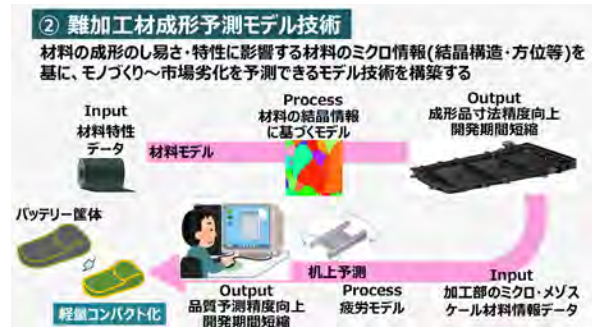 ② 難加工材成形予測モデル技術
材料の成形のし易さ・特性に影響する材料のミクロ情報(結晶構造・方位等)を
基に、モノづくり～市場劣化を予測できるモデル技術を構築する
Input
材料特性
データ
材料モデル
Process
材料の結晶情報
に基づくモデル
Output
成形品寸法精度向上
開発期間短縮
バッテリー筐体
軽量コンパクト化
机上予測
Output
品質予測精度向上
開発期間短縮
Process
疲労モデル
Input
加工部のミクロ・メゾス
ケール材料情報データ